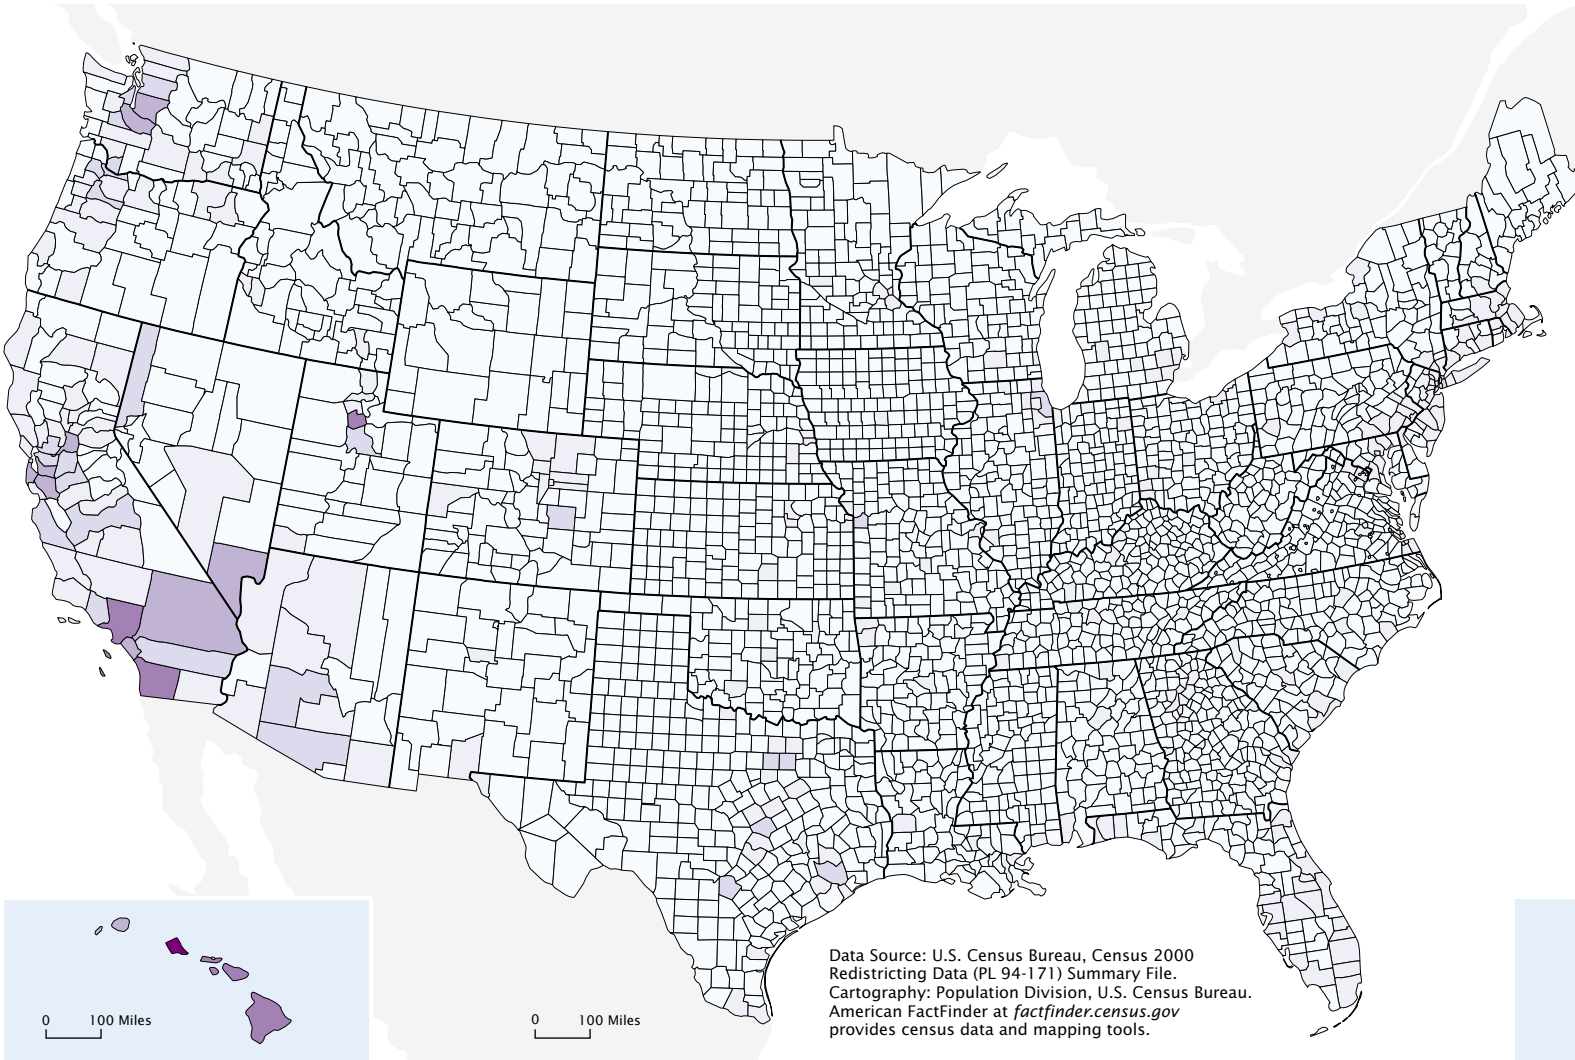 Data Source: U.S. Census Bureau, Census 2000
Redistricting Data (PL 94-171) Summary File.
Cartography: Population Division, U.S. Census Bureau.
American FactFinder at factfinder.census.gov
provides census data and mapping tools.
0 100 Miles
0 100 Miles